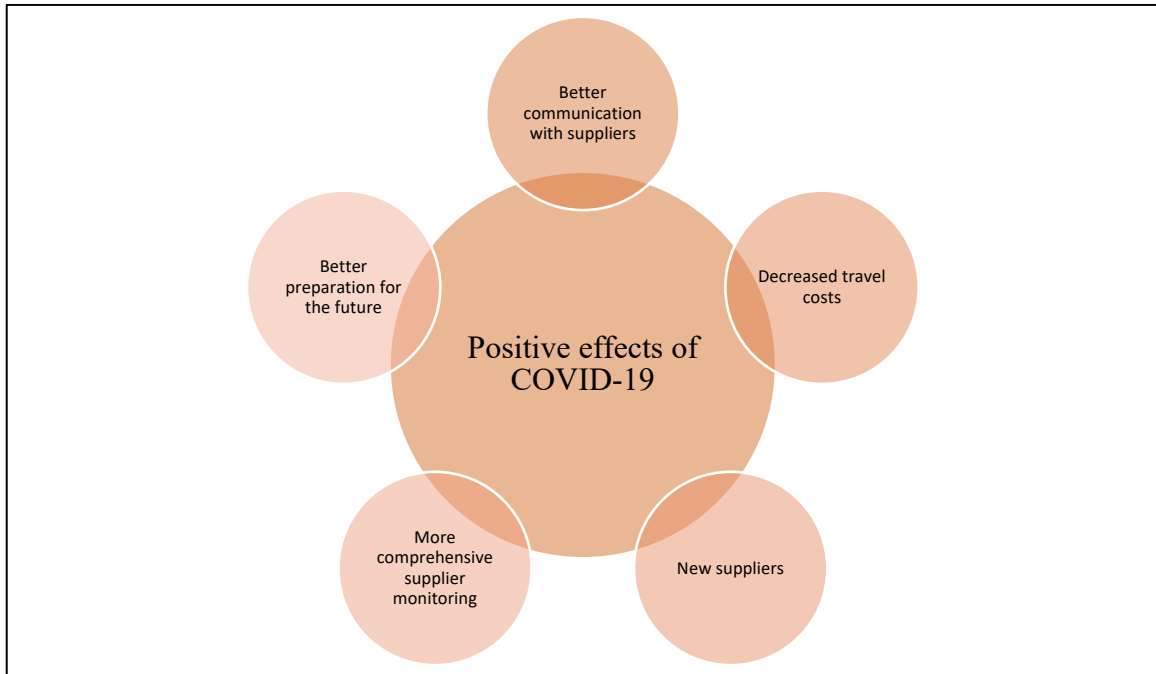 Better
communication
with suppliers
Decreased travel
costs
New suppliers
More
comprehensive
supplier
monitoring
Better
preparation for
the future
Positive effects of
COVID-19